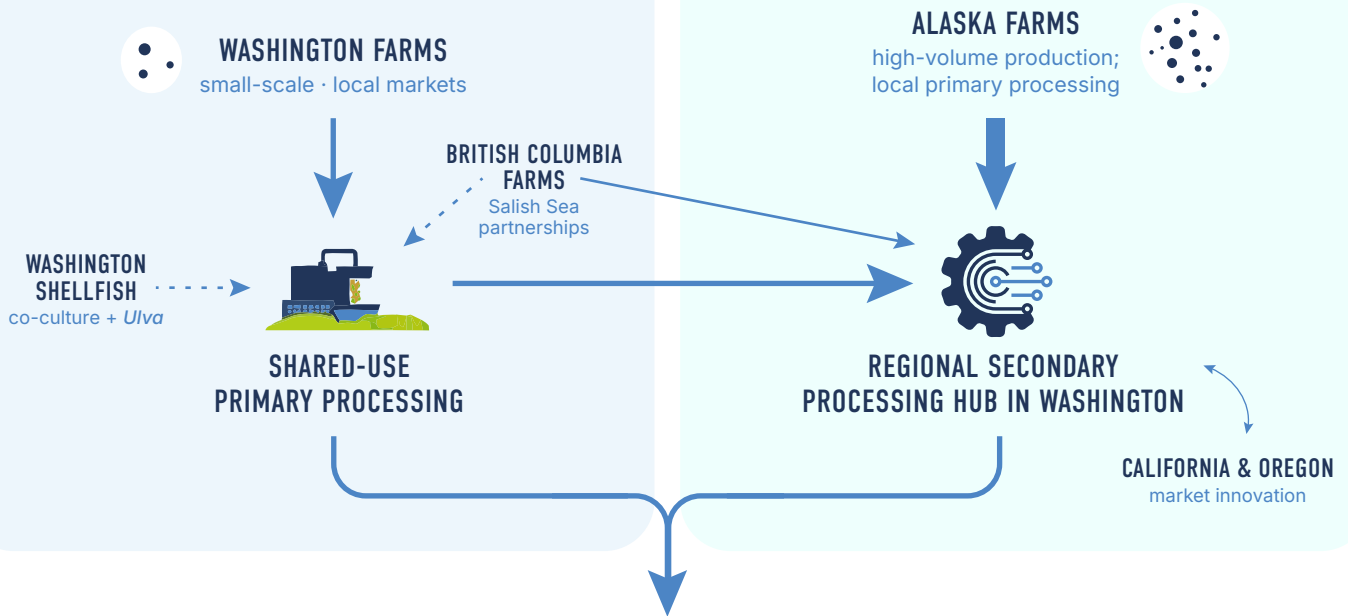 WASHINGTON FARMS
small-scale · local markets
ALASKA FARMS
high-volume production;
local primary processing
BRITISH COLUMBIA
FARMS
Salish Sea
partnerships
WASHINGTON
SHELLFISH
co-culture + Ulva
SHARED-USE
PRIMARY PROCESSING
REGIONAL SECONDARY
PROCESSING HUB IN WASHINGTON
CALIFORNIA & OREGON
market innovation